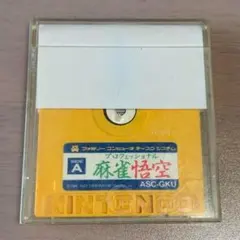 ファミリー コンピュータ ディスク システム
SIDE A
プロフェッショナル
麻雀悟空
ASC-GKU
NINTENDO